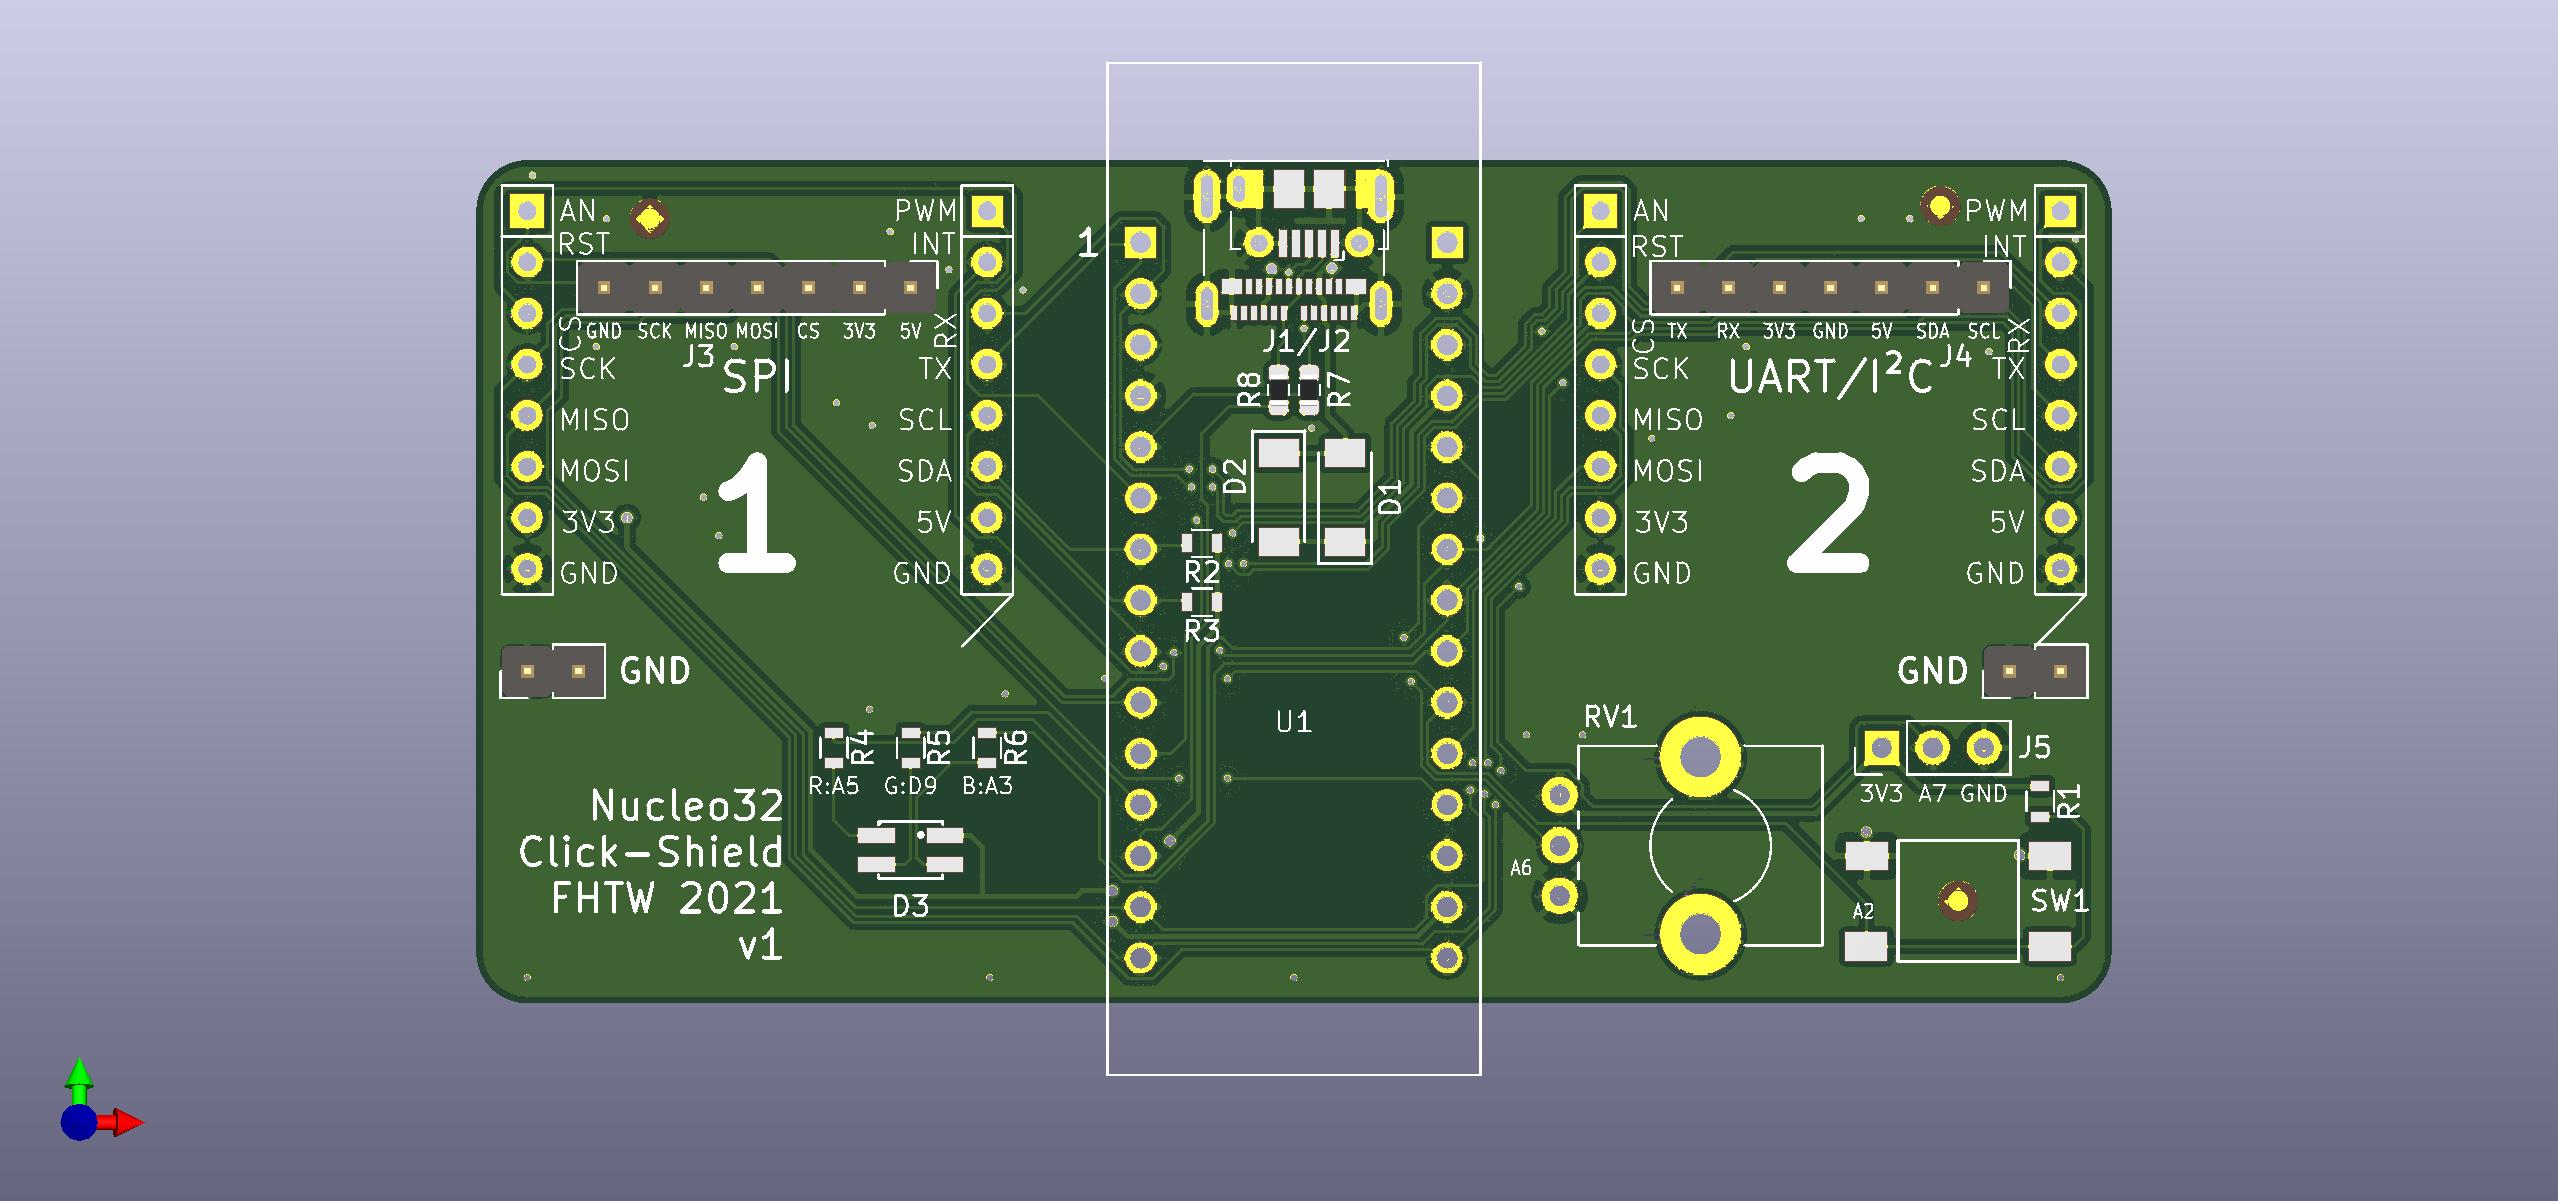 AN
RST
CS
SCK
MISO
MOSI
3V3
GND
PWM
INT
RX
TX
SCL
SDA
5V
GND
GND SCK MISO MOSI CS 3V3 5V
J3
SPI
1
GND
1
J1/J2
R8
R7
D2
D1
R2
R3
U1
AN
RST
CS
SCK
MISO
MOSI
3V3
GND
PWM
INT
RX
TX
SCL
SDA
5V
GND
TX RX 3V3 GND 5V SDA SCL
J4
UART/I²C
2
GND
R4
R5
R6
R:A5 G:D9 B:A3
D3
Nucleo32
Click-Shield
FHTW 2021
v1
RV1
A6
J5
3V3 A7 GND
R1
A2
SW1